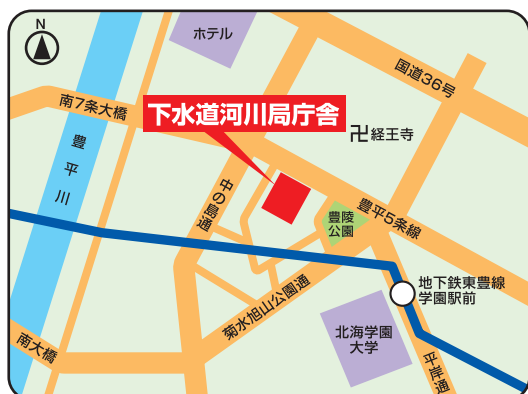 N
ホテル
国道36号
南7条大橋
下水道河川局庁舎
卍経王寺
豊平川
中の島通
豊陵
公園
豊平5条線
地下鉄東豊線
学園駅前
菊水旭山公園通
北海学園
大学
南大橋
平岸通